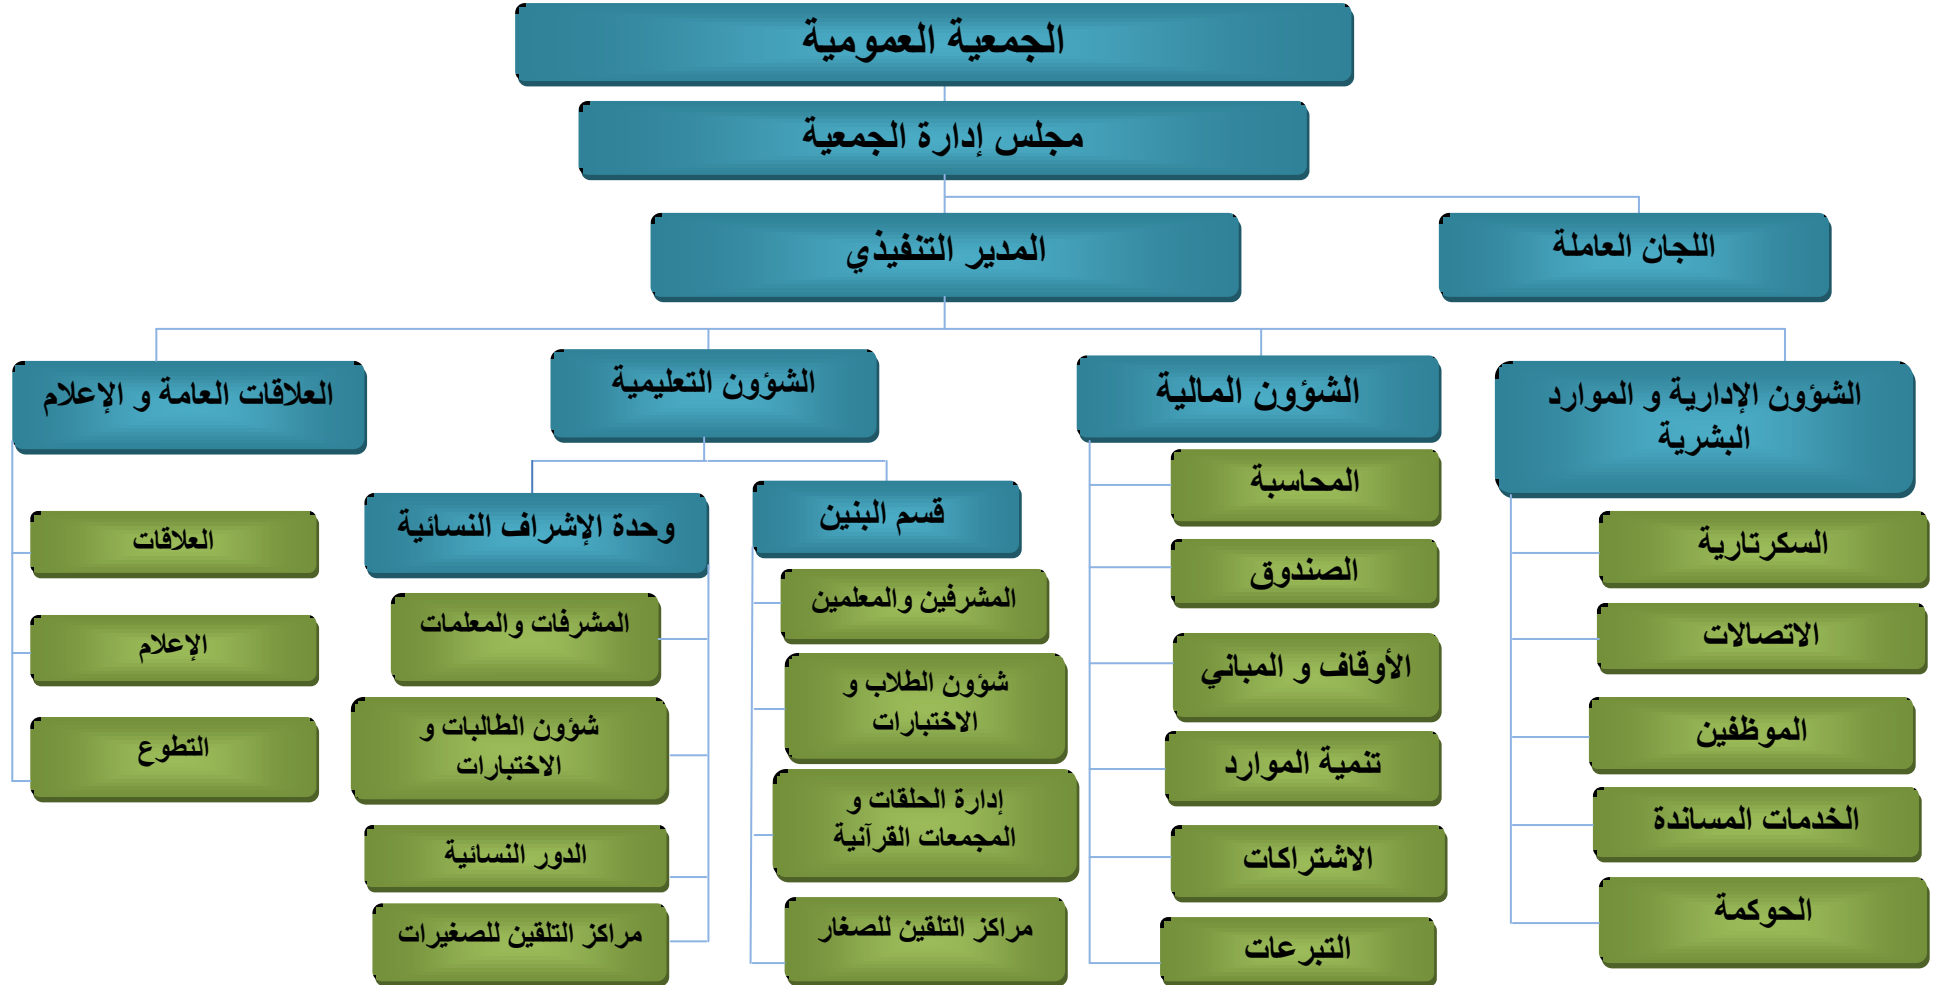 الجمعية العمومية
مجلس إدارة الجمعية
اللجان العاملة
المدير التنفيذي
الشؤون الإدارية و الموارد
البشرية
السكرتارية
الاتصالات
الموظفين
الخدمات المساندة
الحوكمة
الشؤون المالية
المحاسبة
الصندوق
الأوقاف و المباني
تنمية الموارد
الاشتراكات
التبرعات
الشؤون التعليمية
قسم البنين
المشرفين والمعلمين
شؤون الطلاب و
الاختبارات
إدارة الحلقات و
المجمعات القرآنية
مراكز التلقين للصغار
وحدة الإشراف النسائية
المشرفات والمعلمات
شؤون الطالبات و
الاختبارات
الدور النسائية
مراكز التلقين للصغيرات
العلاقات العامة و الإعلام
العلاقات
الإعلام
التطوع